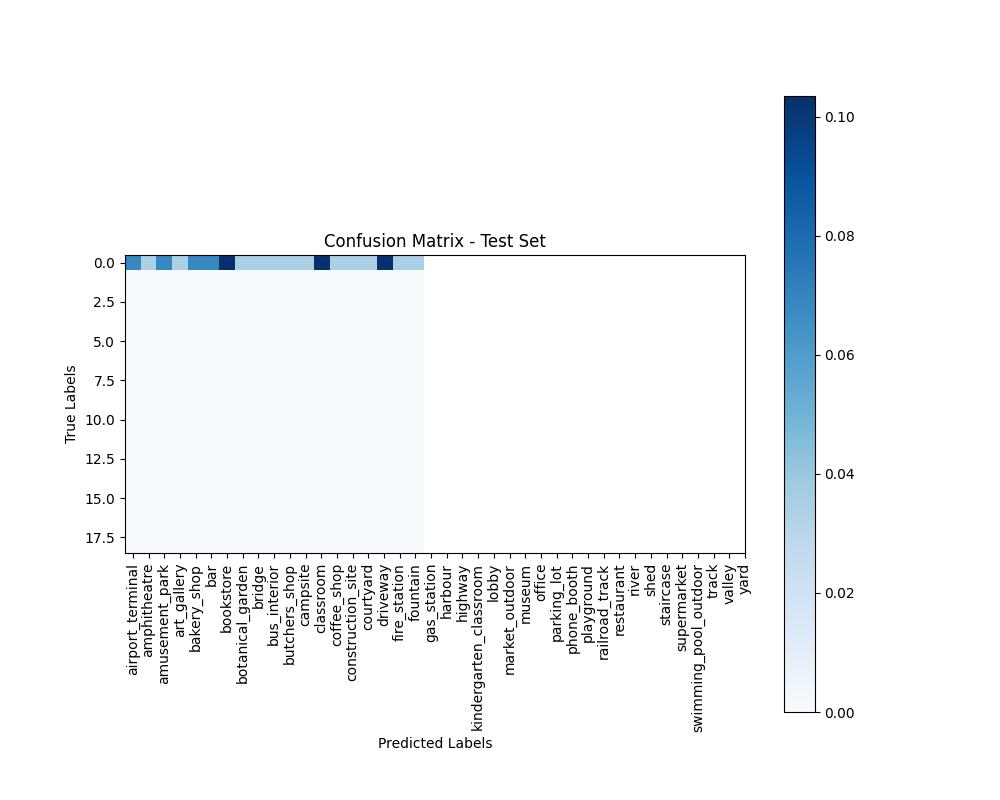 Confusion Matrix - Test Set
True Labels
0.0
2.5
5.0
7.5
10.0
12.5
15.0
17.5
airport_terminal
amphitheatre
amusement_park
art_gallery
bakery_shop
bar
bookstore
botanical_garden
bridge
bus_interior
butchers_shop
campsite
classroom
coffee_shop
construction_site
courtyard
driveway
fire_station
fountain
gas_station
harbour
highway
kindergarten_classroom
lobby
market_outdoor
museum
office
parking_lot
phone_booth
playground
railroad_track
restaurant
river
shed
staircase
supermarket
swimming_pool_outdoor
track
valley
yard
Predicted Labels
0.10
0.08
0.06
0.04
0.02
0.00